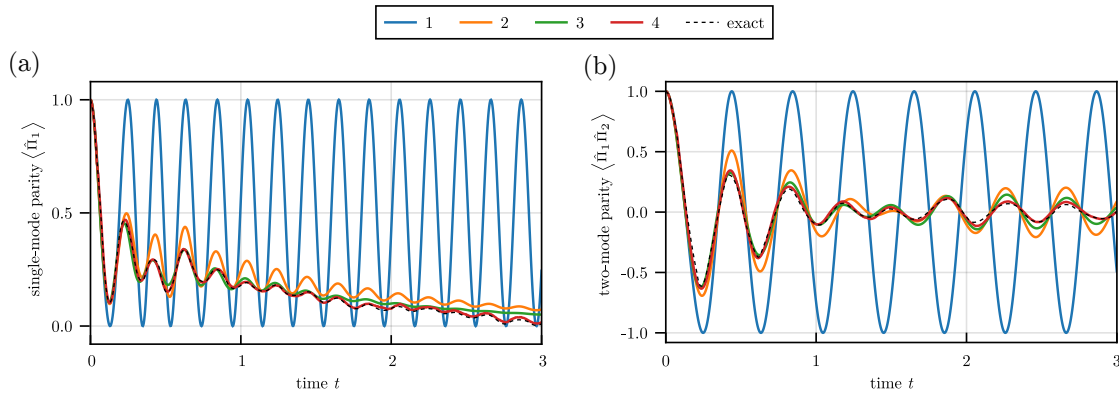 1 2 3 4 exact
(a)
single-mode parity ⟨Π̂₁⟩
1.0
0.5
0.0
0 1 2 3
time t
(b)
two-mode parity ⟨Π̂₁Π̂₂⟩
1.0
0.5
0.0
-0.5
-1.0
0 1 2 3
time t